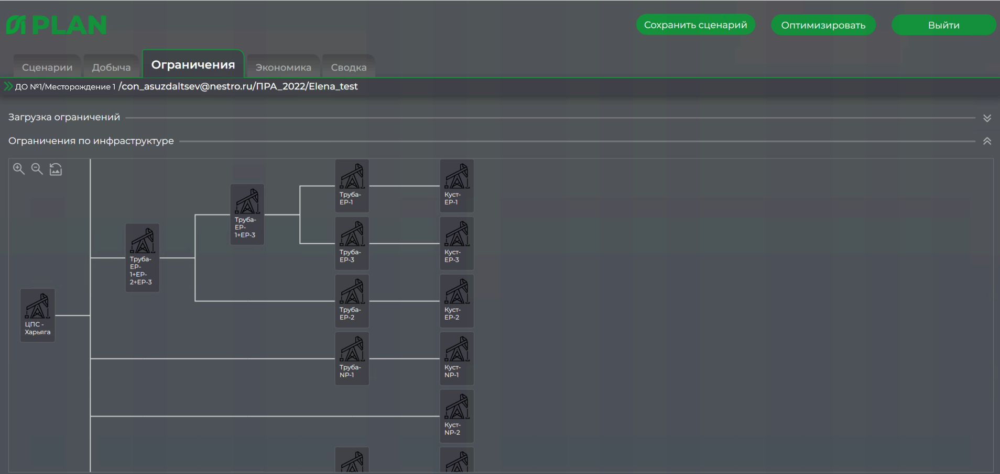 PLAN
Сохранить сценарий
Оптимизировать
Выйти
Сценарии
Добыча
Ограничения
Экономика
Сводка
ДО №1/Месторождение 1 /con_asuzdaltsev@nestro.ru/ПРА_2022/Elena_test
Загрузка ограничений
Ограничения по инфраструктуре
ЦПС -
Харьяга
Труба-
EP-
1+EP-
2+EP-3
Труба-
EP-
1+EP-3
Труба-
EP-1
Куст-
EP-1
Труба-
EP-3
Куст-
EP-3
Труба-
EP-2
Куст-
EP-2
Труба-
NP-1
Куст-
NP-1
Куст-
NP-2